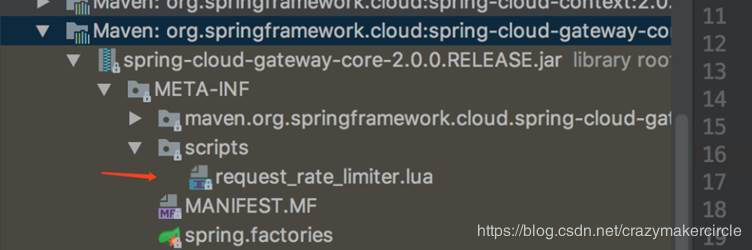 Maven: org.springframework.cloud:spring-cloud-context:2.0.
Maven: org.springframework.cloud:spring-cloud-gateway-co
spring-cloud-gateway-core-2.0.0.RELEASE.jar library roo
META-INF
maven.org.springframework.cloud.spring-cloud-gat
scripts
request_rate_limiter.lua
MF MANIFEST.MF
spring.factories
11
12
13
14
15
16
17
18
19
https://blog.csdn.net/crazymakercircle